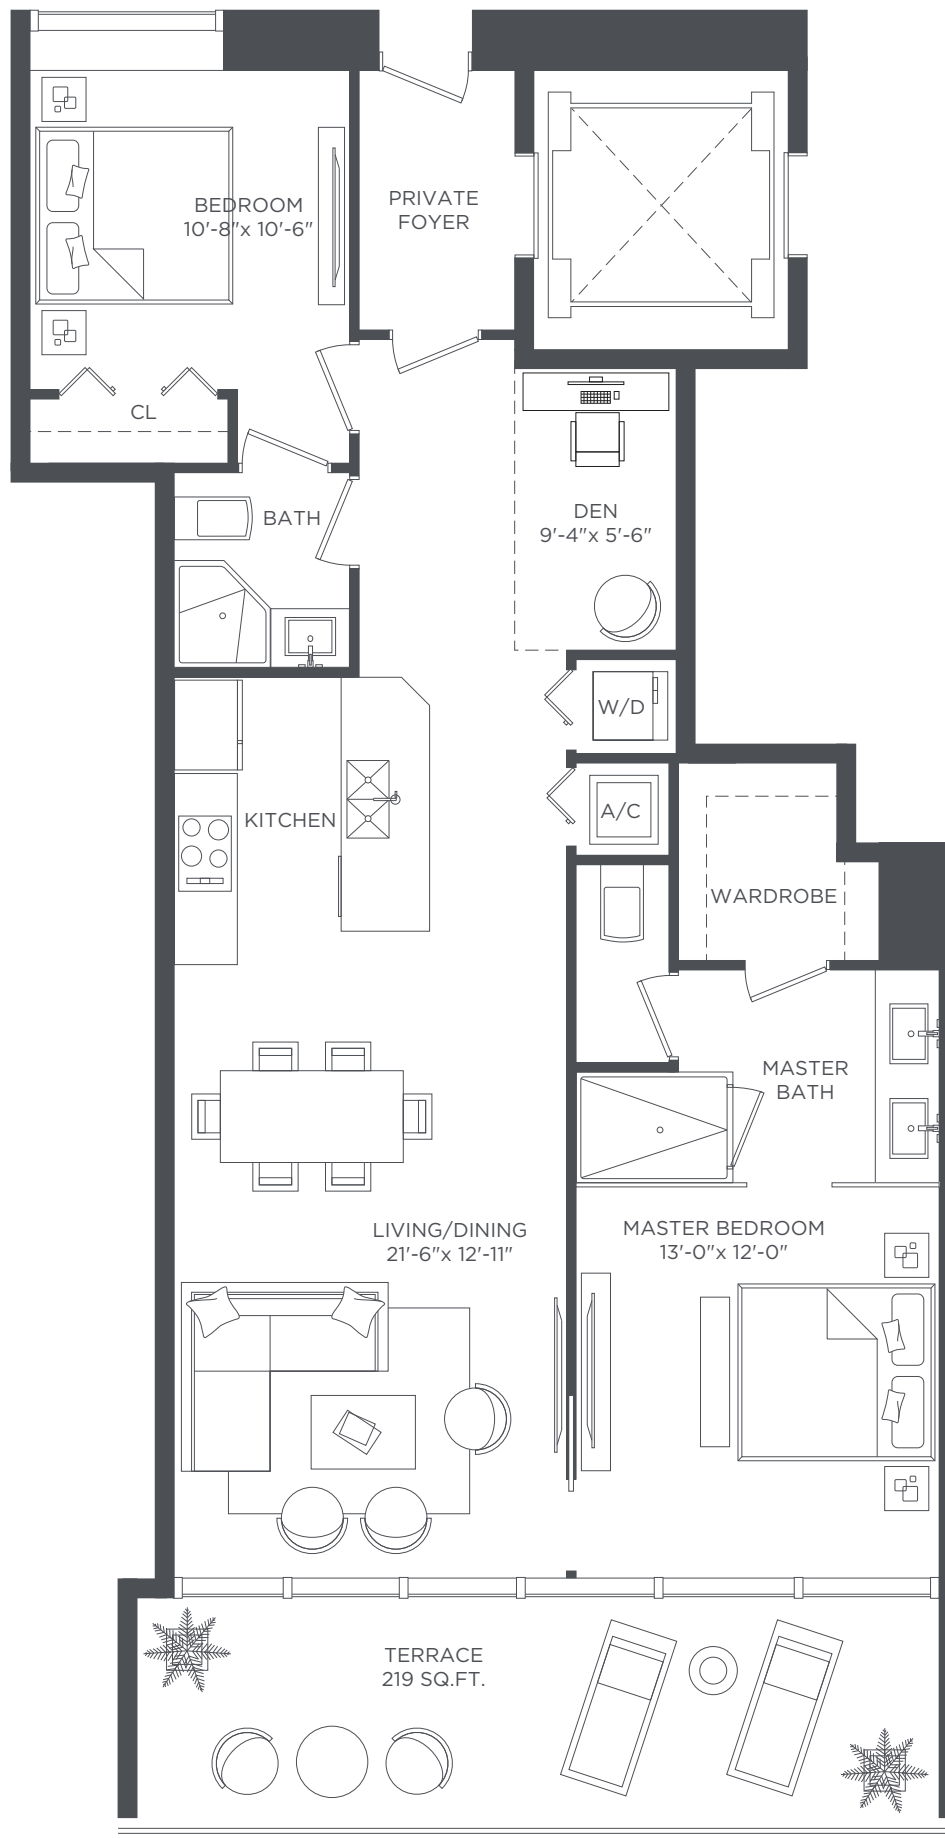 BEDROOM
10'-8"x 10'-6"
PRIVATE
FOYER
CL
BATH
DEN
9'-4"x 5'-6"
W/D
A/C
KITCHEN
WARDROBE
MASTER
BATH
LIVING/DINING
21'-6"x 12'-11"
MASTER BEDROOM
13'-0"x 12'-0"
TERRACE
219 SQ.FT.